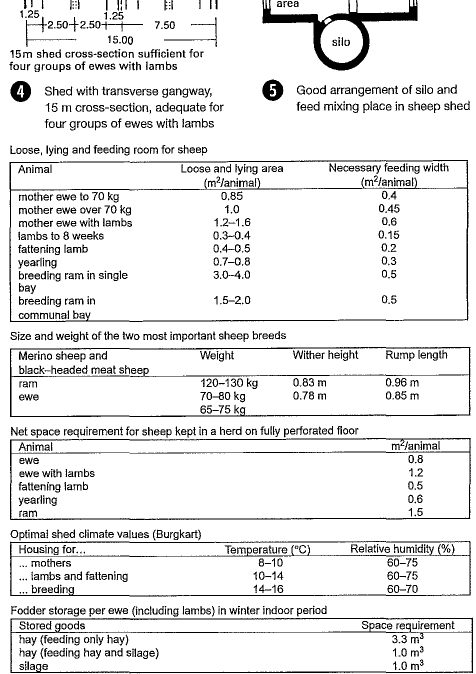 area
1.25
1.25
2.50
2.50
7.50
15.00
silo
15m shed cross-section sufficient for
four groups of ewes with lambs
4 Shed with transverse gangway,
15 m cross-section, adequate for
four groups of ewes with lambs
5 Good arrangement of silo and
feed mixing place in sheep shed
Loose, lying and feeding room for sheep
Animal Loose and lying area Necessary feeding width
(m²/animal) (m²/animal)
mother ewe to 70 kg 0.85 0.4
mother ewe over 70 kg 1.0 0.45
mother ewe with lambs 1.2–1.6 0.6
lambs to 8 weeks 0.3–0.4 0.15
fattening lamb 0.4–0.5 0.2
yearling 0.7–0.8 0.3
breeding ram in single 3.0–4.0 0.5
bay
breeding ram in 1.5–2.0 0.5
communal bay
Size and weight of the two most important sheep breeds
Merino sheep and Weight Wither height Rump length
black–headed meat sheep
ram 120–130 kg 0.83 m 0.96 m
ewe 70–80 kg 0.78 m 0.85 m
65–75 kg
Net space requirement for sheep kept in a herd on fully perforated floor
Animal m²/animal
ewe 0.8
ewe with lambs 1.2
fattening lamb 0.5
yearling 0.6
ram 1.5
Optimal shed climate values (Burgkart)
Housing for... Temperature (°C) Relative humidity (%)
... mothers 8–10 60–75
... lambs and fattening 10–14 60–75
... breeding 14–16 60–70
Fodder storage per ewe (including lambs) in winter indoor period
Stored goods Space requirement
hay (feeding only hay) 3.3 m³
hay (feeding hay and silage) 1.0 m³
silage 1.0 m³